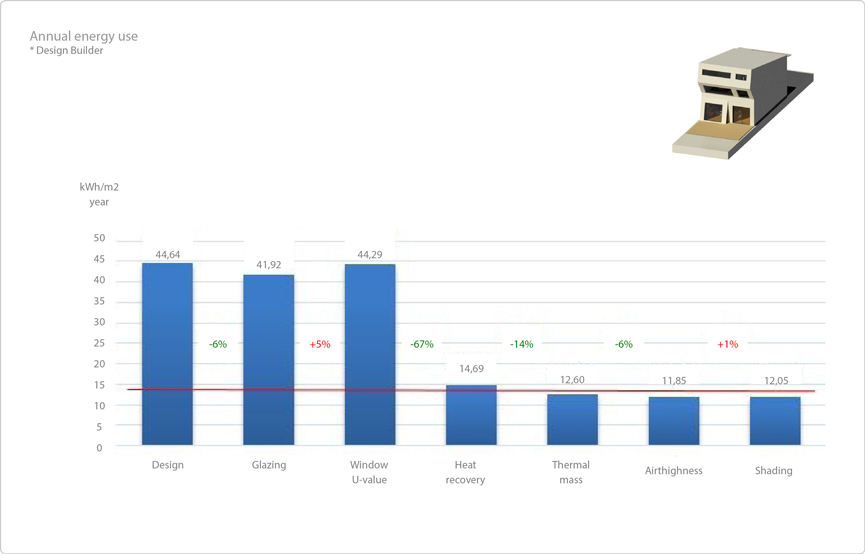 Annual energy use
* Design Builder
kWh/m2
year
50
45
40
35
30
25
20
15
10
5
0
44,64
41,92
44,29
14,69
12,60
11,85
12,05
-6%
+5%
-67%
-14%
-6%
+1%
Design
Glazing
Window
U-value
Heat
recovery
Thermal
mass
Airthighness
Shading